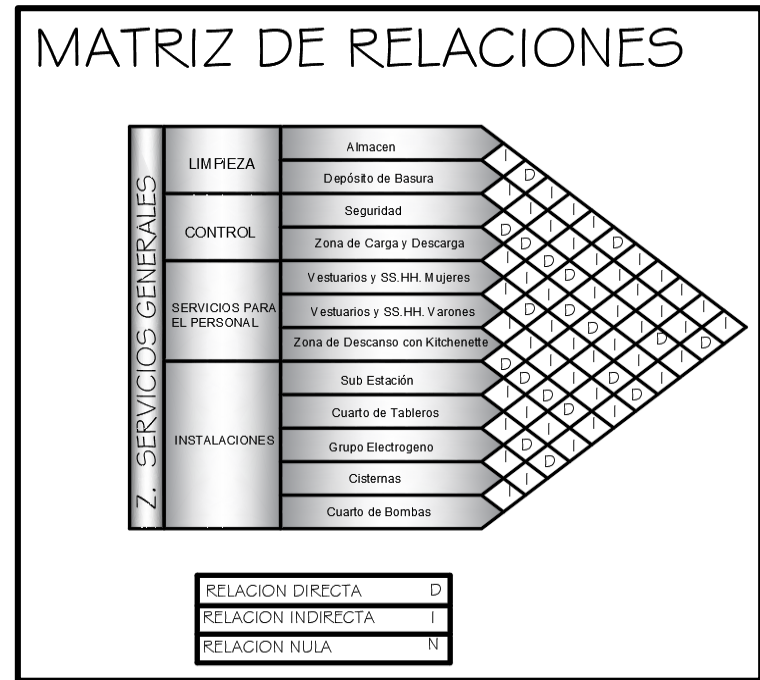 MATRIZ DE RELACIONES
Z. SERVICIOS GENERALES
LIMPIEZA
Almacen
Depósito de Basura
CONTROL
Seguridad
Zona de Carga y Descarga
SERVICIOS PARA
EL PERSONAL
Vestuarios y SS.HH. Mujeres
Vestuarios y SS.HH. Varones
Zona de Descanso con Kitchenette
INSTALACIONES
Sub Estación
Cuarto de Tableros
Grupo Electrogeno
Cisternas
Cuarto de Bombas
RELACION DIRECTA D
RELACION INDIRECTA I
RELACION NULA N